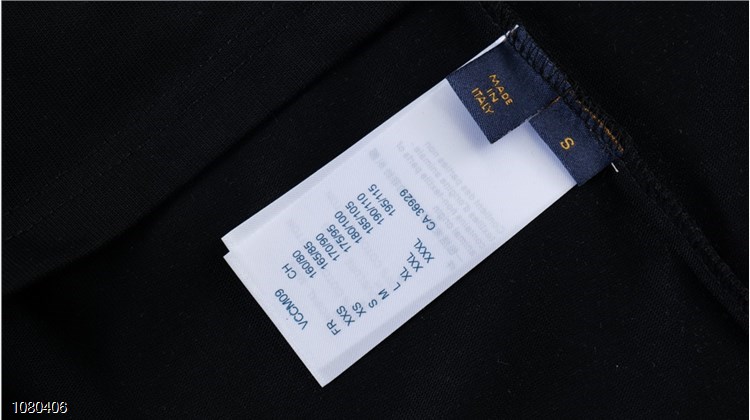 MADE
IN
ITALY
S
VCCM09
FR CH
XXS 160/80
XS 165/85
S 170/90
M 175/95
L 180/100
XL 185/105
XXL 190/110
XXXL 195/115
CA 36929
1080406